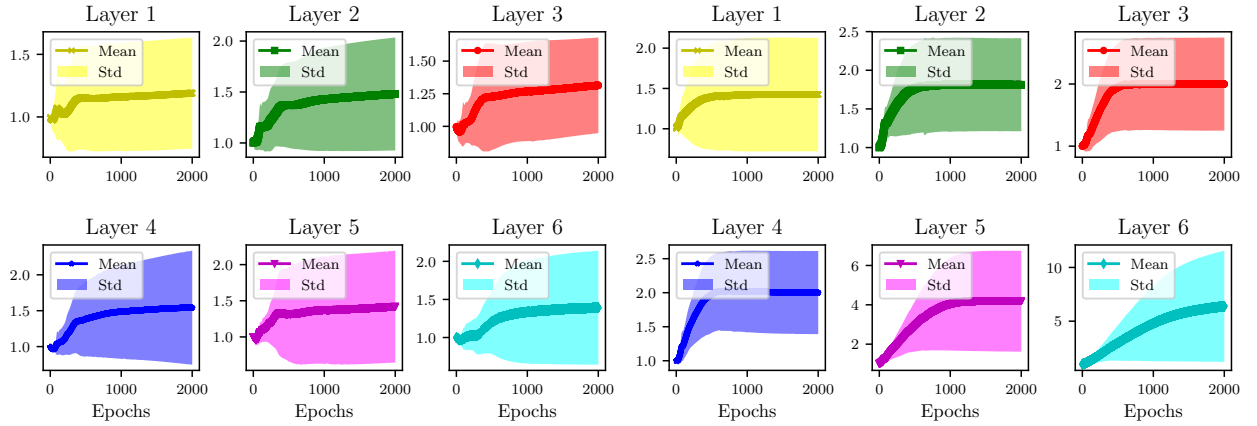 Layer 1
Layer 2
Layer 3
Layer 1
Layer 2
Layer 3
1.5
1.0
0
1000
2000
Mean
Std
2.0
1.5
1.0
0
1000
2000
Mean
Std
1.50
1.25
1.00
0
1000
2000
Mean
Std
2.0
1.5
1.0
0
1000
2000
Mean
Std
2.5
2.0
1.5
1.0
0
1000
2000
Mean
Std
2
1
0
1000
2000
Mean
Std
Layer 4
Layer 5
Layer 6
Layer 4
Layer 5
Layer 6
2.0
1.5
1.0
0
1000
2000
Mean
Std
Epochs
2.0
1.5
1.0
0
1000
2000
Mean
Std
Epochs
2.0
1.5
1.0
0
1000
2000
Mean
Std
Epochs
2.5
2.0
1.5
1.0
0
1000
2000
Mean
Std
Epochs
6
4
2
0
1000
2000
Mean
Std
Epochs
10
5
0
1000
2000
Mean
Std
Epochs